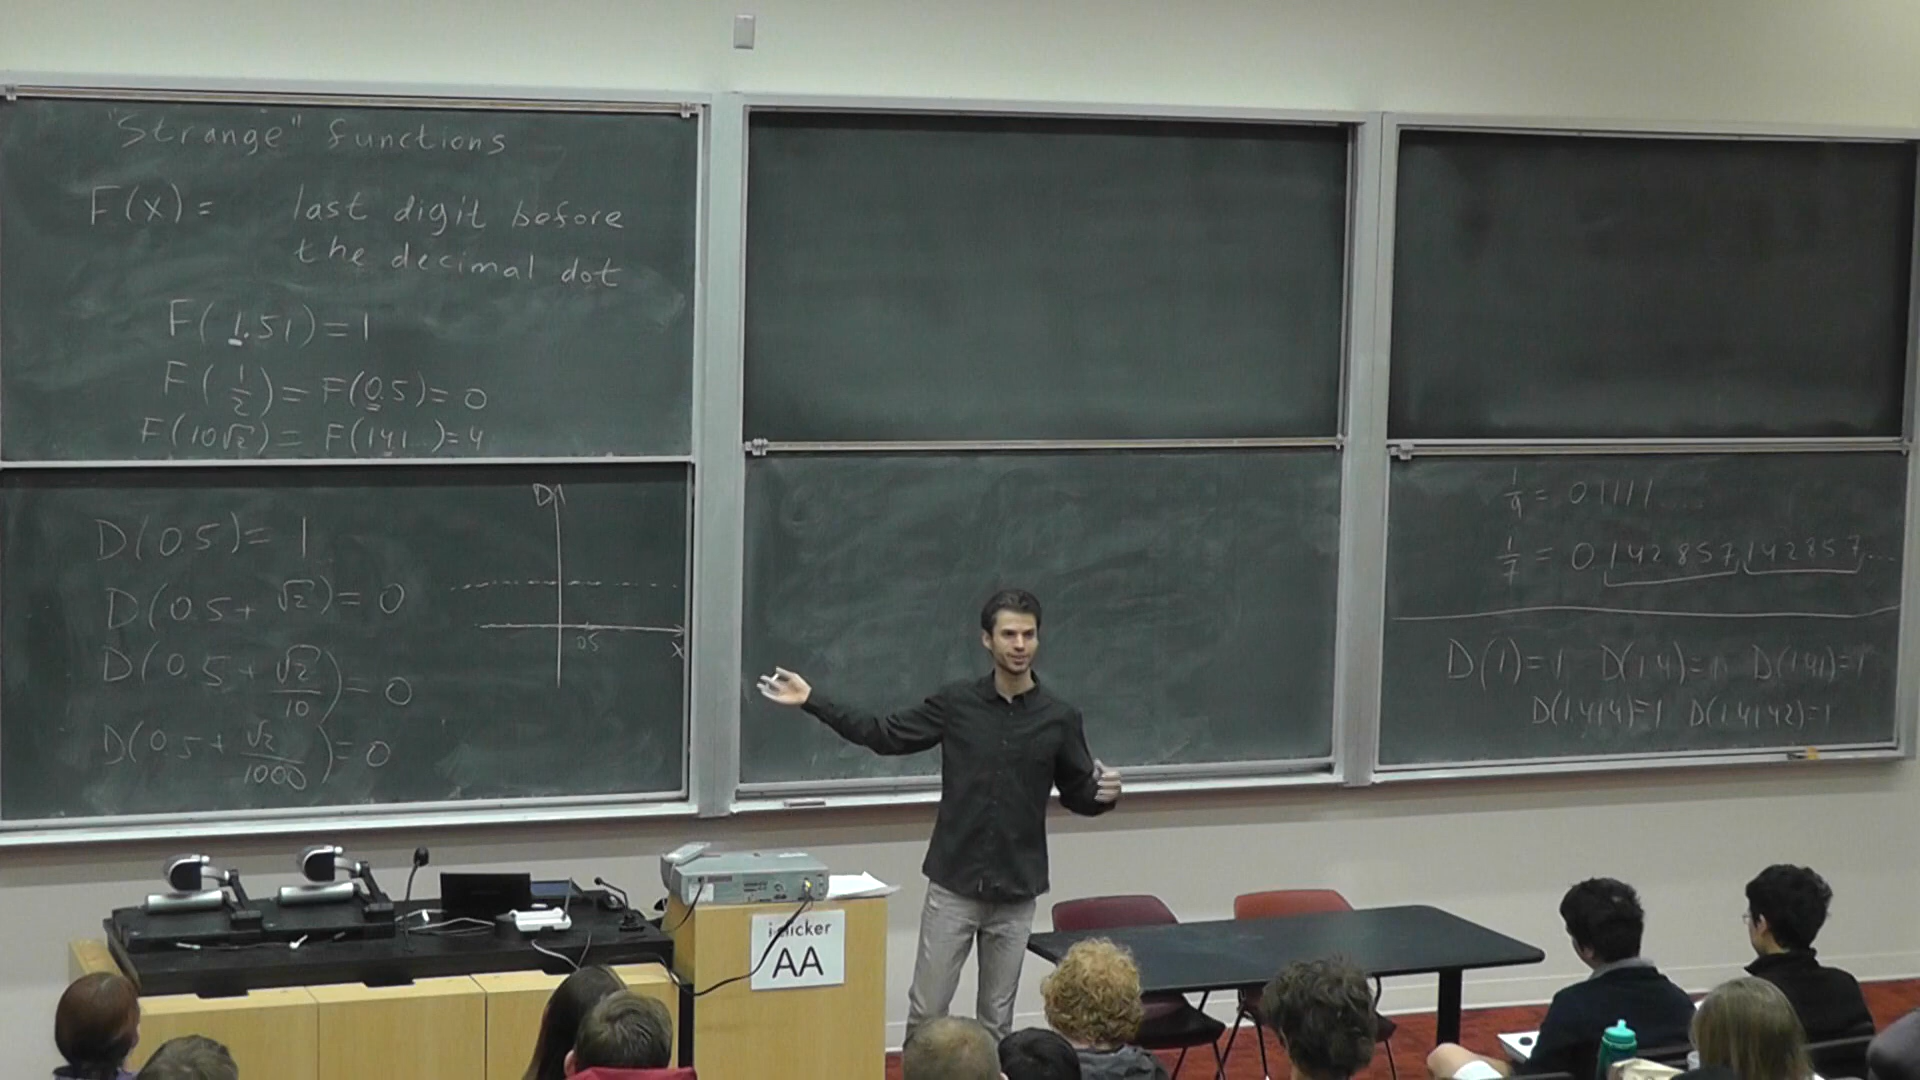 "Strange" functions
F(x) = last digit before
the decimal dot
F(1.51) = 1
F(1/2) = F(0.5) = 0
F(10√2) = F(14.1...) = 4
D(0.5) = 1
D(0.5 + √2) = 0
D(0.5 + √2/10) = 0
D(0.5 + √2/1000) = 0
D
0.5
x
1/9 = 0.1111...
1/7 = 0.142857,142857,...
D(1)=1 D(1.4)=1 D(1.41)=1
D(1.414)=1 D(1.4142)=1
i-clicker
AA